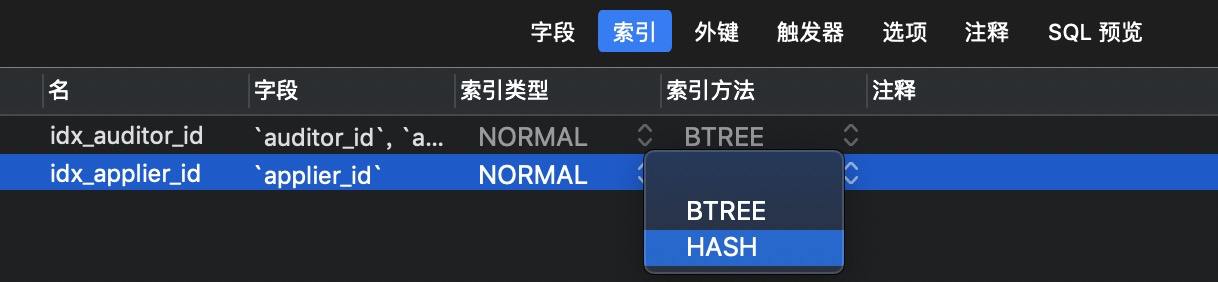 字段 索引 外键 触发器 选项 注释 SQL 预览
名 字段 索引类型 索引方法 注释
idx_auditor_id `auditor_id`, `a... NORMAL BTREE
idx_applier_id `applier_id` NORMAL
BTREE
HASH